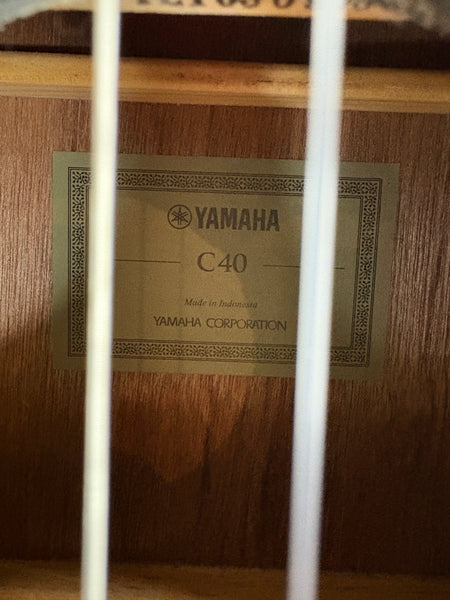 YAMAHA
C40
Made in Indonesia
YAMAHA CORPORATION